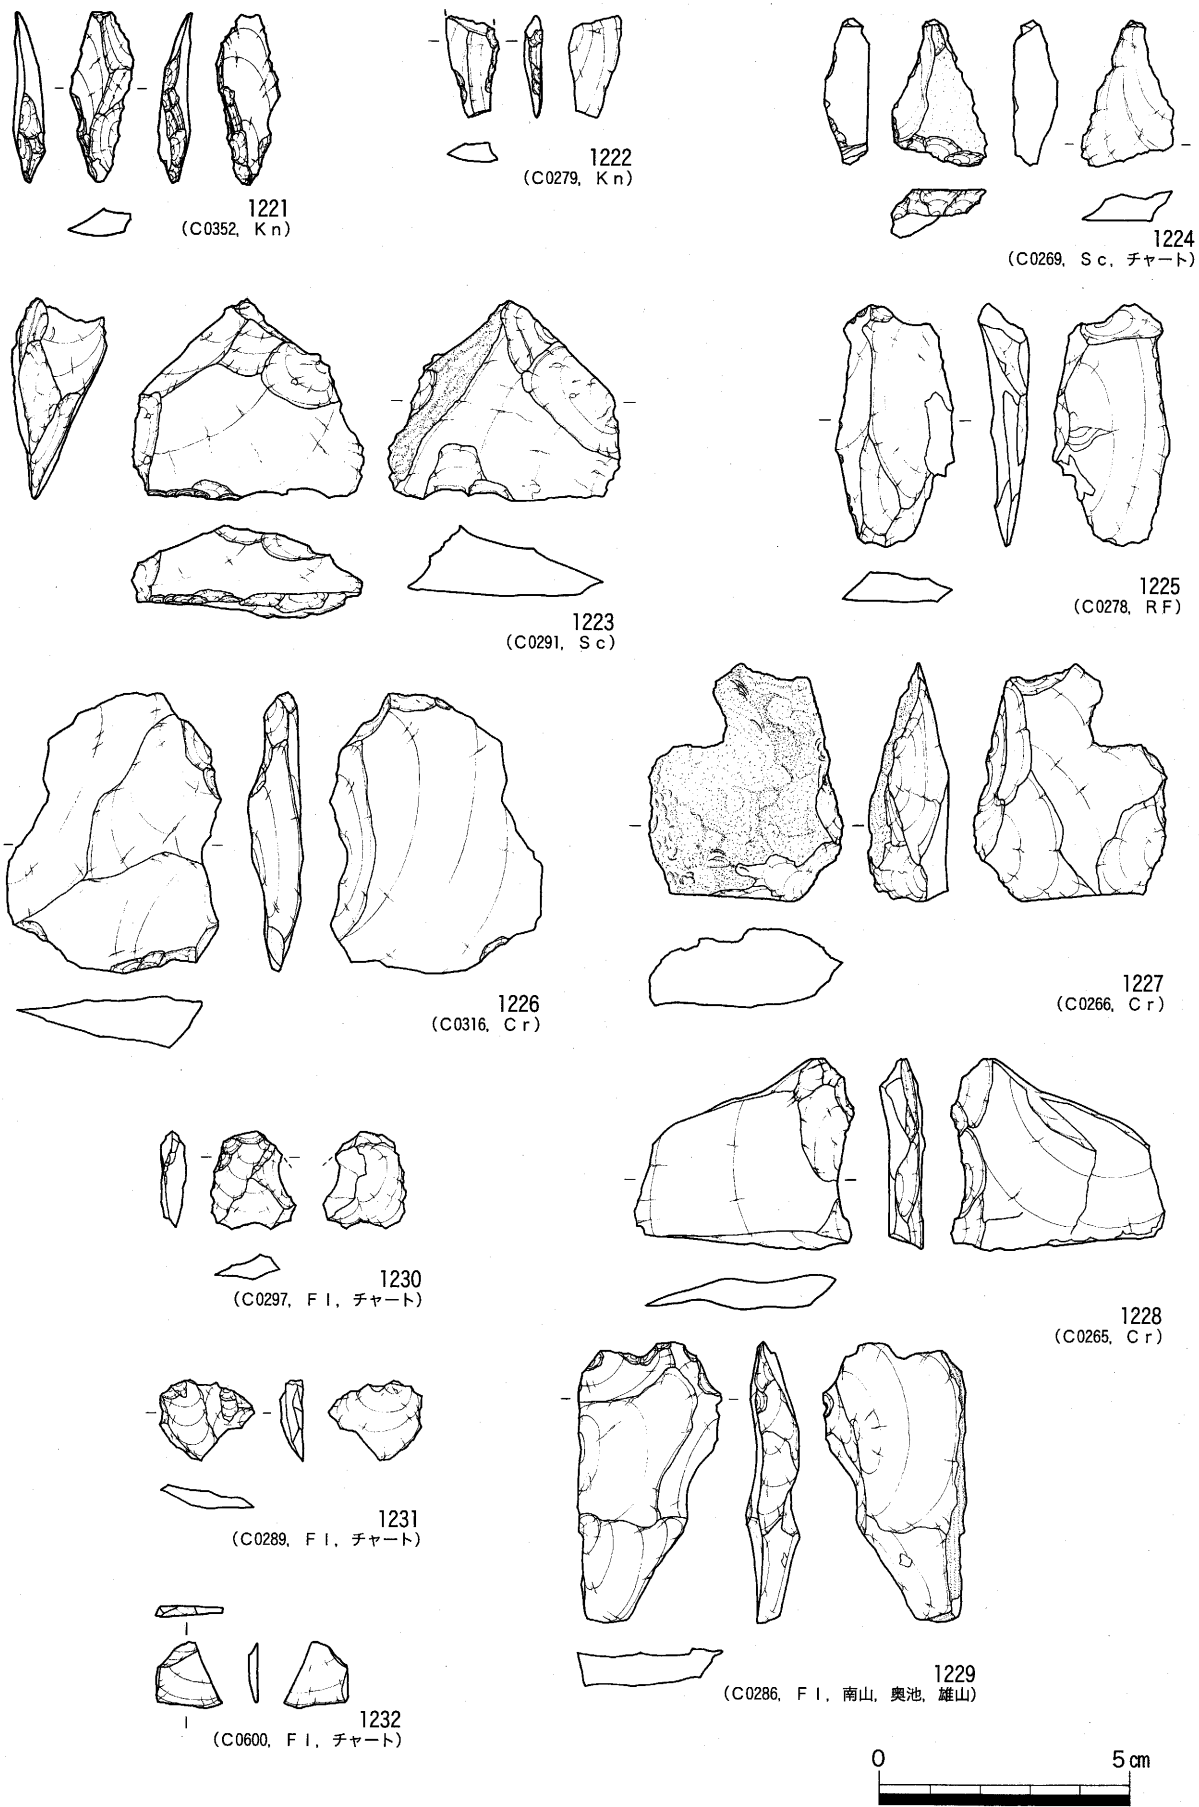 1221
(C0352, Kn)
1222
(C0279, Kn)
1224
(C0269, Sc, チャート)
1223
(C0291, Sc)
1225
(C0278, RF)
1226
(C0316, Cr)
1227
(C0266, Cr)
1230
(C0297, Fl, チャート)
1228
(C0265, Cr)
1231
(C0289, Fl, チャート)
1229
(C0286, Fl, 南山, 奥池, 雄山)
1232
(C0600, Fl, チャート)
0 5㎝